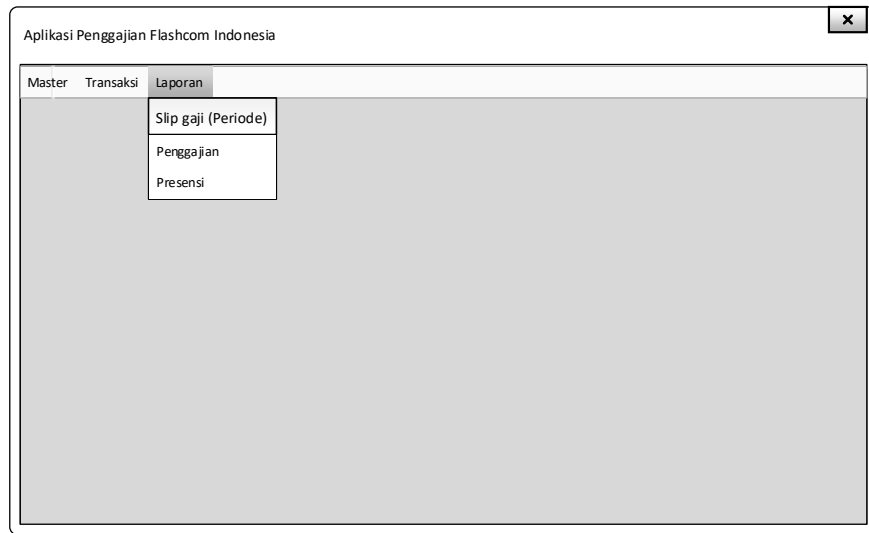 Aplikasi Penggajian Flashcom Indonesia
Master Transaksi Laporan
Slip gaji (Periode)
Penggajian
Presensi